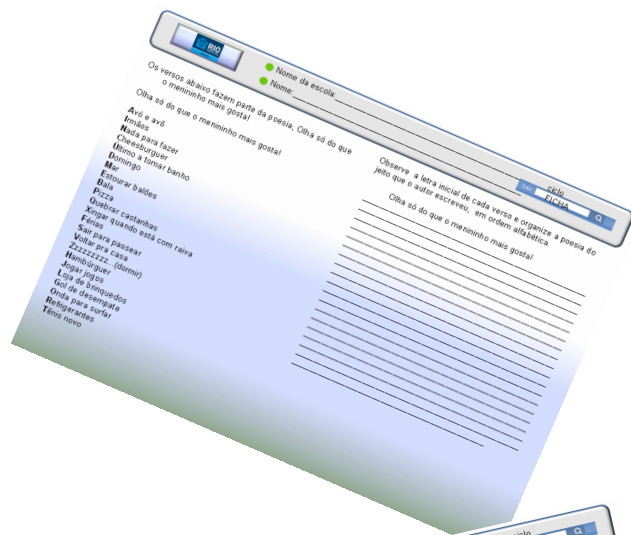 RIO
Nome da escola:
Nome:
ciclo
FICHA
Os versos abaixo fazem parte da poesia, Olha só do que
o menininho mais gosta!
Olha só do que o menininho mais gosta!
Avó e avô
Irmãos
Nada para fazer
Cheesburguer
Último a tomar banho
Domingo
Mar
Estourar balões
Bala
Pizza
Quebrar castanhas
Xingar quando está com raiva
Férias
Sair para passear
Voltar pra casa
Zzzzzzzzz...(dormir)
Hambúrguer
Jogar jogos
Loja de brinquedos
Gol de desempate
Onda para surfar
Refrigerantes
Tênis novo
Observe a letra inicial de cada verso e organize a poesia do
jeito que o autor escreveu, em ordem alfabética.
Olha só do que o menininho mais gosta!
ciclo